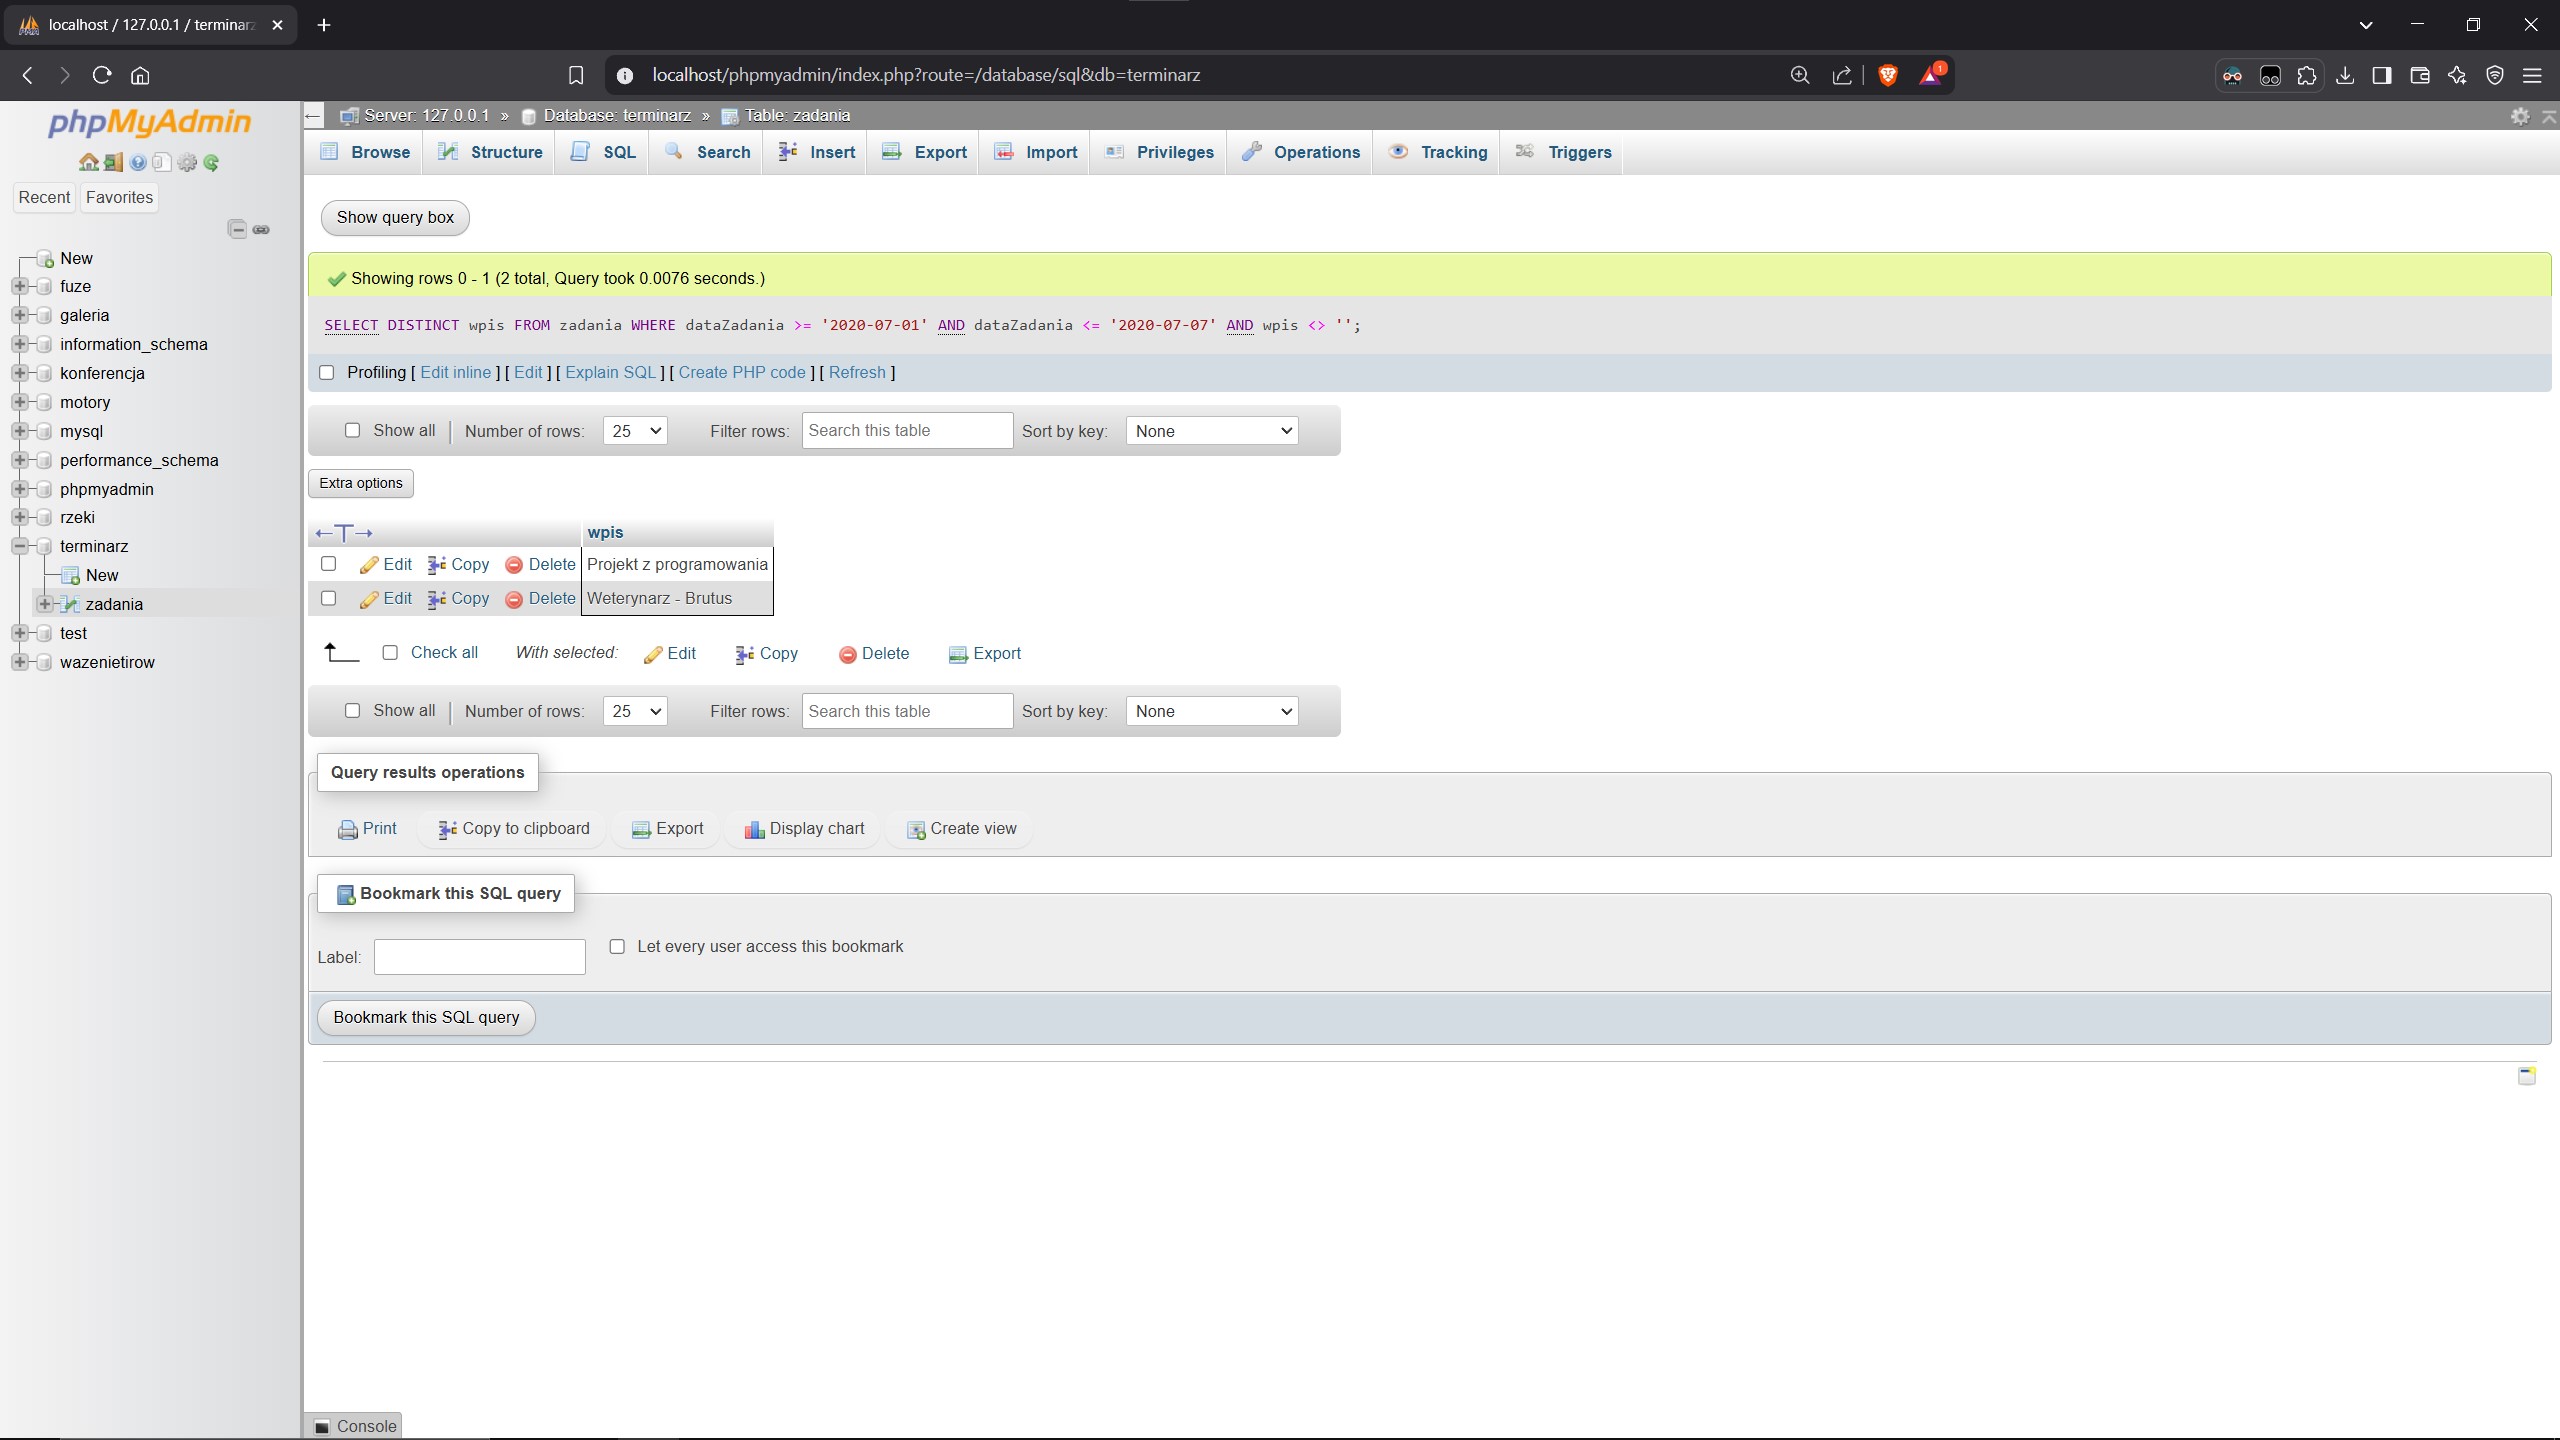 localhost / 127.0.0.1 / terminarz
localhost/phpmyadmin/index.php?route=/database/sql&db=terminarz
1
phpMyAdmin
Recent
Favorites
New
fuze
galeria
information_schema
konferencja
motory
mysql
performance_schema
phpmyadmin
rzeki
terminarz
New
zadania
test
wazenietirow
Server: 127.0.0.1 » Database: terminarz » Table: zadania
Browse Structure SQL Search Insert Export Import Privileges Operations Tracking Triggers
Show query box
Showing rows 0 - 1 (2 total, Query took 0.0076 seconds.)
SELECT DISTINCT wpis FROM zadania WHERE dataZadania >= '2020-07-01' AND dataZadania <= '2020-07-07' AND wpis <> '';
Profiling [ Edit inline ] [ Edit ] [ Explain SQL ] [ Create PHP code ] [ Refresh ]
Show all Number of rows: 25 Filter rows: Search this table Sort by key: None
Extra options
wpis
Edit Copy Delete Projekt z programowania
Edit Copy Delete Weterynarz - Brutus
Check all With selected: Edit Copy Delete Export
Show all Number of rows: 25 Filter rows: Search this table Sort by key: None
Query results operations
Print Copy to clipboard Export Display chart Create view
Bookmark this SQL query
Label: Let every user access this bookmark
Bookmark this SQL query
Console